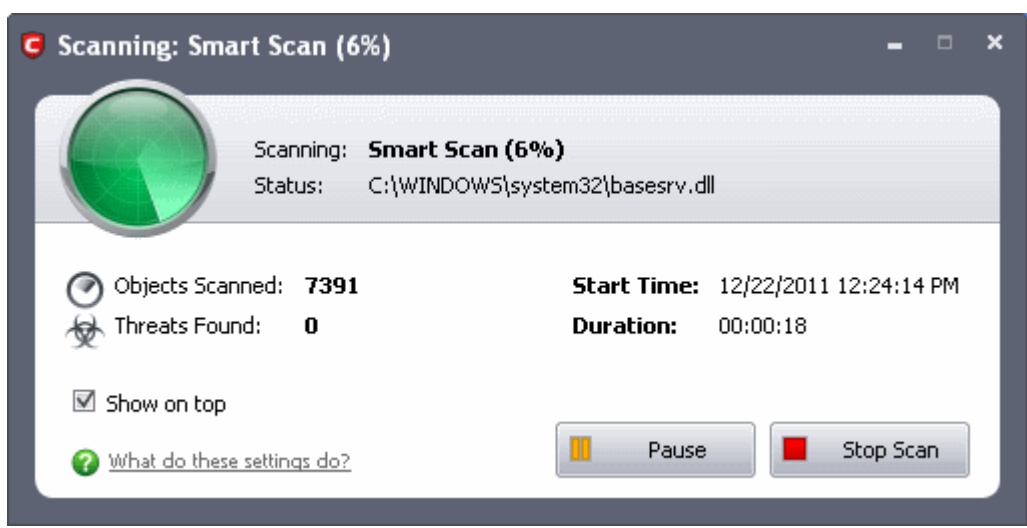 Scanning: Smart Scan (6%)
Scanning: Smart Scan (6%)
Status: C:\WINDOWS\system32\basesrv.dll
Objects Scanned: 7391 Start Time: 12/22/2011 12:24:14 PM
Threats Found: 0 Duration: 00:00:18
Show on top
What do these settings do? Pause Stop Scan